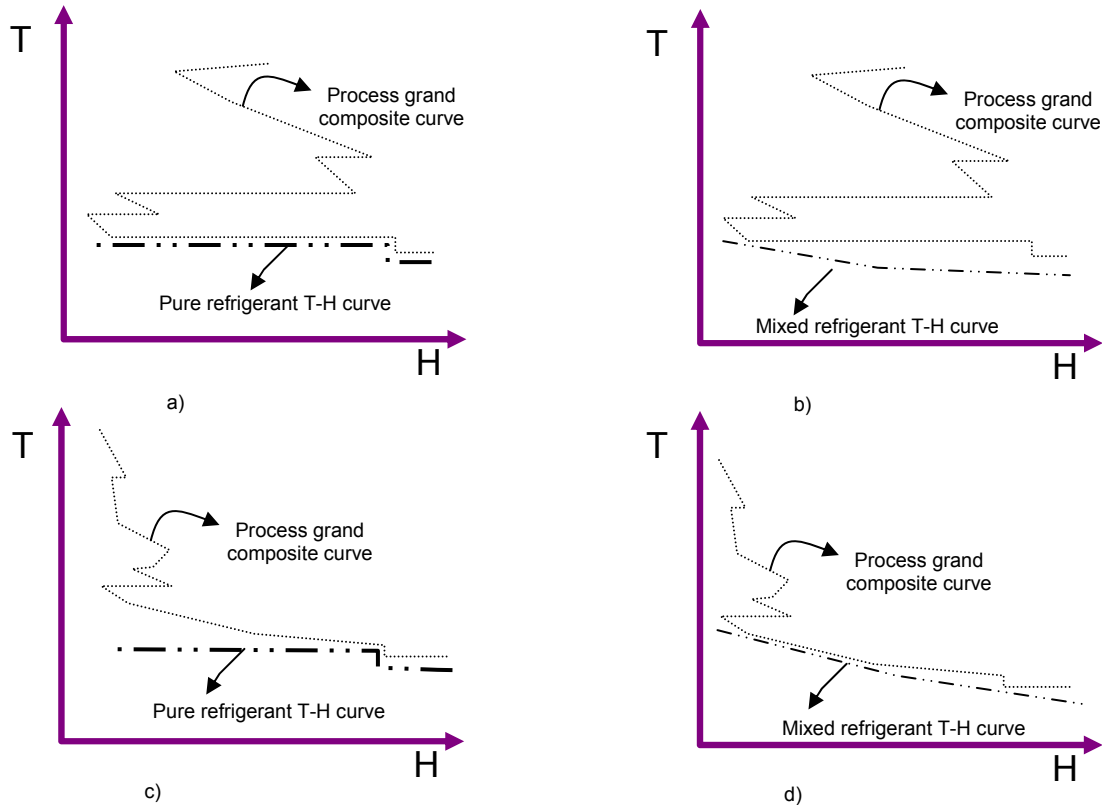 T
Process grand
composite curve
Pure refrigerant T-H curve
H
a)
T
Process grand
composite curve
Mixed refrigerant T-H curve
H
b)
T
Process grand
composite curve
Pure refrigerant T-H curve
H
c)
T
Process grand
composite curve
Mixed refrigerant T-H curve
H
d)